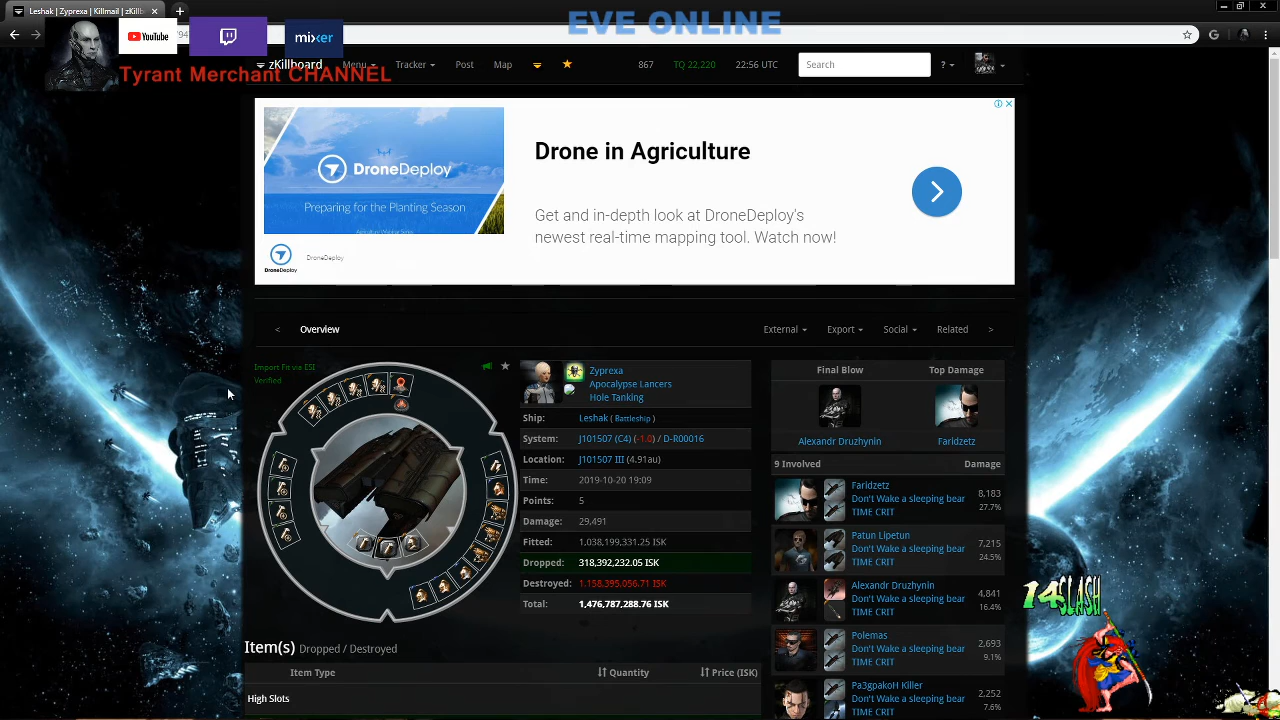 Leshak | Zyprexa | Killmail | zKill
EVE ONLINE
YouTube
mixer
Tyrant Merchant CHANNEL
zKillboard
Menu
Tracker
Post
Map
867
TQ 22,220
22:56 UTC
Search
?
Drone in Agriculture
DroneDeploy
Preparing for the Planting Season
Get and in-depth look at DroneDeploy's
newest real-time mapping tool. Watch now!
DroneDeploy
DroneDeploy
< Overview
External
Export
Social
Related
>
Import Fit via ESI
Verified
Zyprexa
Apocalypse Lancers
Hole Tanking
Ship: Leshak ( Battleship )
System: J101507 (C4) (-1.0) / D-R00016
Location: J101507 III (4.91au)
Time: 2019-10-20 19:09
Points: 5
Damage: 29,491
Fitted: 1,038,199,331.25 ISK
Dropped: 318,392,232.05 ISK
Destroyed: 1,158,395,056.71 ISK
Total: 1,476,787,288.76 ISK
Final Blow Top Damage
Alexandr Druzhynin Faridzetz
9 Involved Damage
Faridzetz
Don't Wake a sleeping bear
TIME CRIT
8,183
27.7%
Patun Lipetun
Don't Wake a sleeping bear
TIME CRIT
7,215
24.5%
Alexandr Druzhynin
Don't Wake a sleeping bear
TIME CRIT
4,841
16.4%
Polemas
Don't Wake a sleeping bear
TIME CRIT
2,693
9.1%
Pa3gpakoH Killer
Don't Wake a sleeping bear
TIME CRIT
2,252
7.6%
14SLASH
Item(s) Dropped / Destroyed
Item Type Quantity Price (ISK)
High Slots